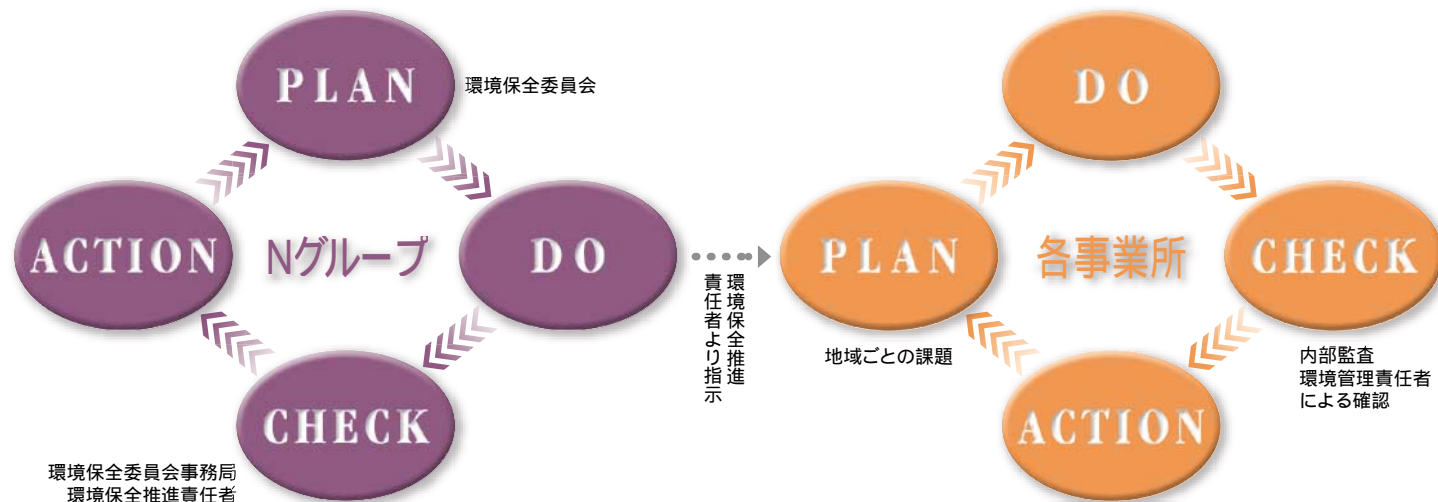 PLAN
環境保全委員会
ACTION
Nグループ
DO
CHECK
環境保全委員会事務局
環境保全推進責任者
環境保全推進
責任者より指示
DO
PLAN
各事業所
CHECK
地域ごとの課題
内部監査
環境管理責任者
による確認
ACTION